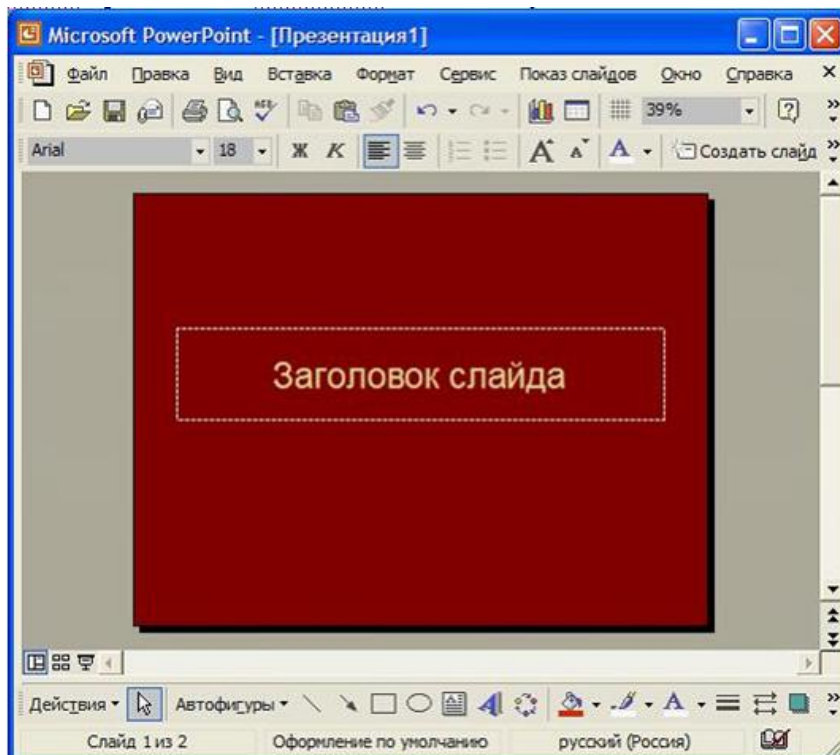 Microsoft PowerPoint - [Презентация1]
Файл Правка Вид Вставка Формат Сервис Показ слайдов Окно Справка
39%
Arial 18 Ж К Создать слайд
Заголовок слайда
Действия Автофигуры
Слайд 1 из 2 Оформление по умолчанию русский (Россия)